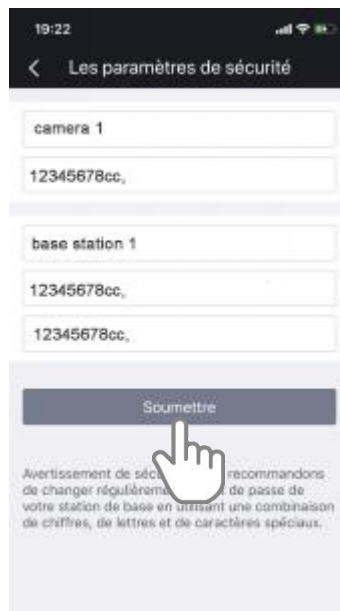 19:22
Les paramètres de sécurité
camera 1
12345678cc,
base station 1
12345678cc,
12345678cc,
Soumettre
Avertissement de séc recommandons
de changer régulièreme de passe de
votre station de base en utilisant une combinaison
de chiffres, de lettres et de caractères spéciaux.